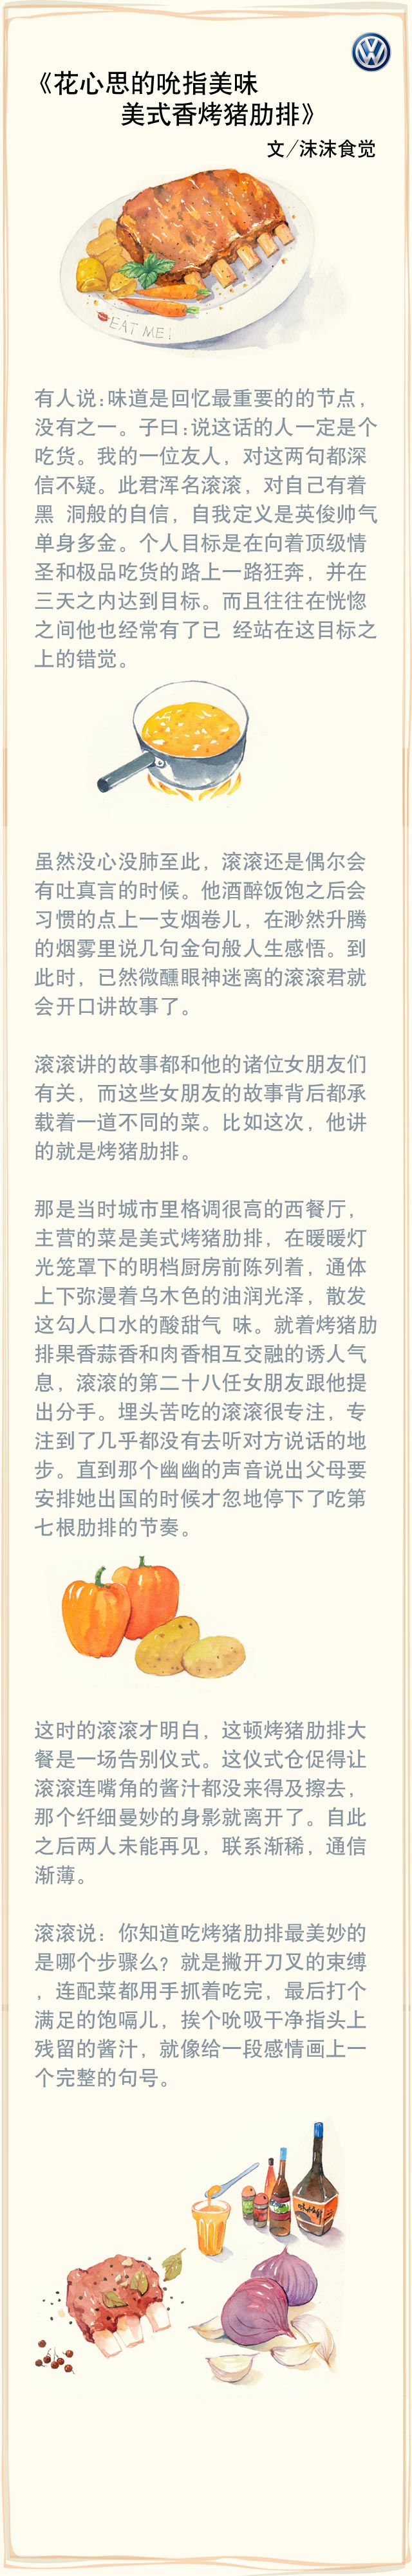 《花心思的吮指美味
美式香烤猪肋排》
文/沫沫食觉
EAT ME!
有人说:味道是回忆最重要的的节点,
没有之一。子曰:说这话的人一定是个
吃货。我的一位友人，对这两句都深
信不疑。此君浑名滚滚，对自己有着
黑 洞般的自信，自我定义是英俊帅气
单身多金。个人目标是在向着顶级情
圣和极品吃货的路上一路狂奔，并在
三天之内达到目标。而且往往在恍惚
之间他也经常有了已 经站在这目标之
上的错觉。
虽然没心没肺至此，滚滚还是偶尔会
有吐真言的时候。他酒醉饭饱之后会
习惯的点上一支烟卷儿，在渺然升腾
的烟雾里说几句金句般人生感悟。到
此时，已然微醺眼神迷离的滚滚君就
会开口讲故事了。
滚滚讲的故事都和他的诸位女朋友们
有关，而这些女朋友的故事背后都承
载着一道不同的菜。比如这次，他讲
的就是烤猪肋排。
那是当时城市里格调很高的西餐厅，
主营的菜是美式烤猪肋排，在暖暖灯
光笼罩下的明档厨房前陈列着，通体
上下弥漫着乌木色的油润光泽，散发
这勾人口水的酸甜气 味。就着烤猪肋
排果香蒜香和肉香相互交融的诱人气
息，滚滚的第二十八任女朋友跟他提
出分手。埋头苦吃的滚滚很专注，专
注到了几乎都没有去听对方说话的地
步。直到那个幽幽的声音说出父母要
安排她出国的时候才忽地停下了吃第
七根肋排的节奏。
这时的滚滚才明白，这顿烤猪肋排大
餐是一场告别仪式。这仪式仓促得让
滚滚连嘴角的酱汁都没来得及擦去，
那个纤细曼妙的身影就离开了。自此
之后两人未能再见，联系渐稀，通信
渐薄。
滚滚说：你知道吃烤猪肋排最美妙的
是哪个步骤么？就是撇开刀叉的束缚
，连配菜都用手抓着吃完，最后打个
满足的饱嗝儿，挨个吮吸干净指头上
残留的酱汁，就像给一段感情画上一
个完整的句号。